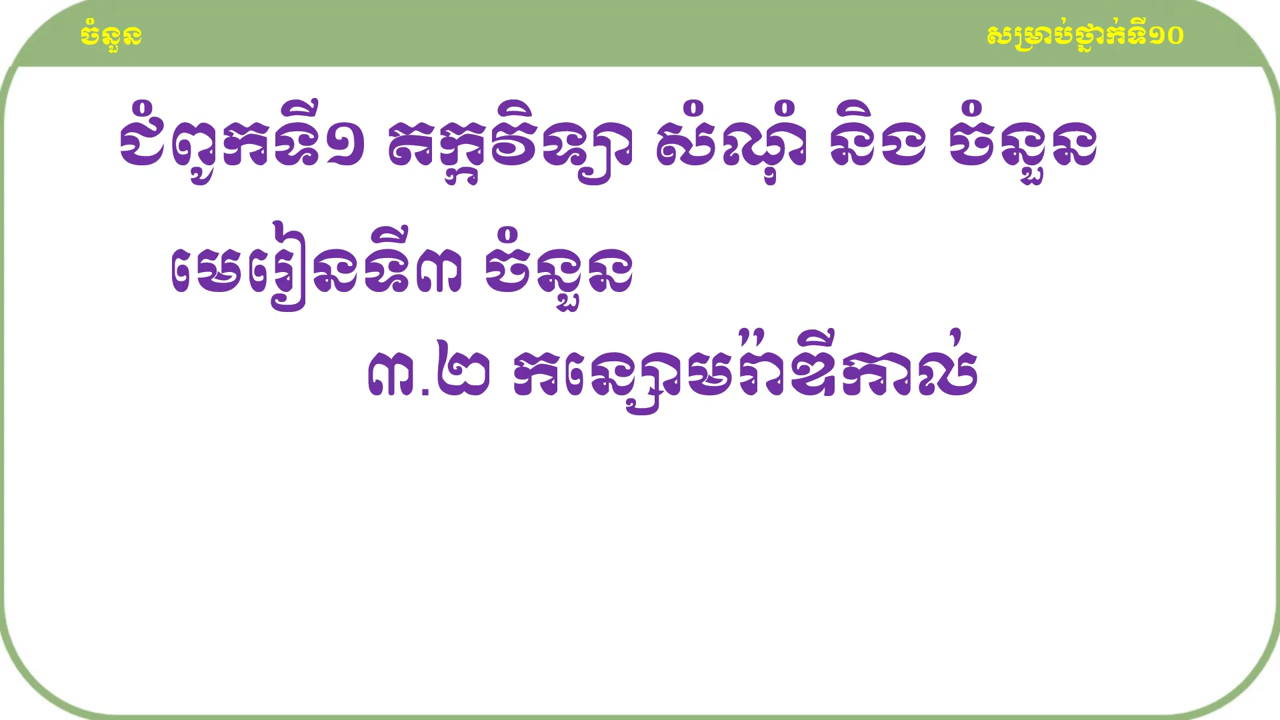 ចំនួន
សម្រាប់ថ្នាក់ទី១០
ជំពូកទី១ តក្កវិទ្យា សំណុំ និង ចំនួន
មេរៀនទី៣ ចំនួន
៣.២ កន្សោមរ៉ាឌីកាល់